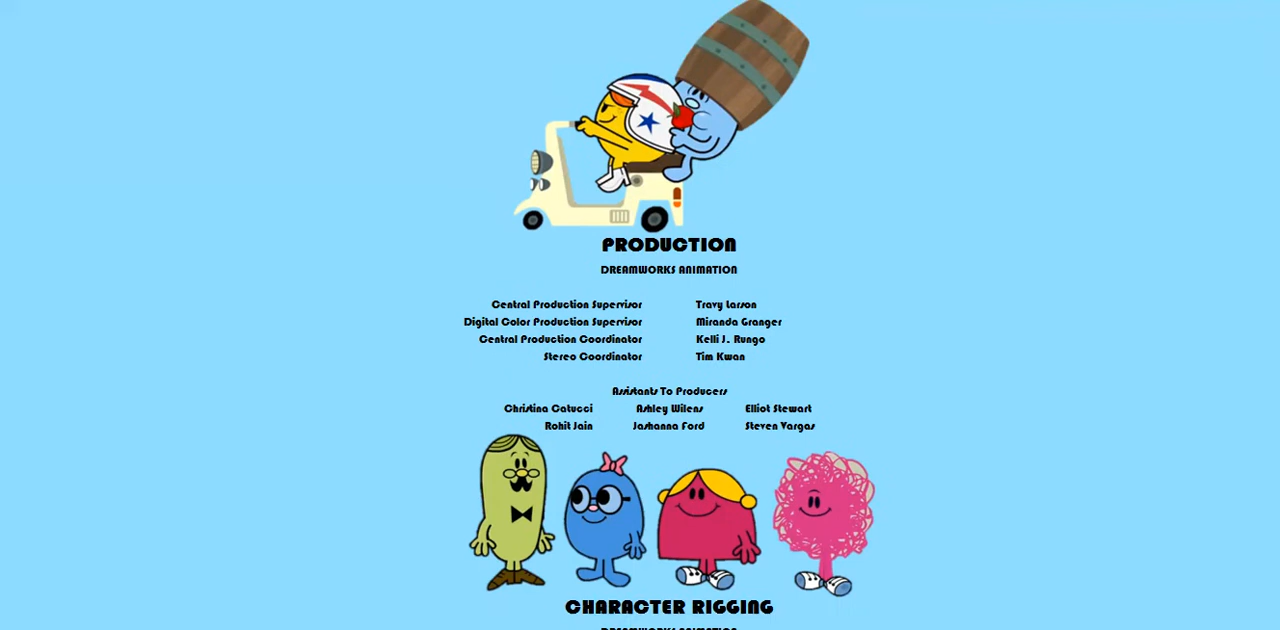 PRODUCTION
DREAMWORKS ANIMATION
Central Production Supervisor Travy Larson
Digital Color Production Supervisor Miranda Granger
Central Production Coordinator Kelli J. Rungo
Stereo Coordinator Tim Kwan
Assistants To Producers
Christina Catucci Ashley Wilens Elliot Stewart
Rohit Jain Jashanna Ford Steven Vargas
CHARACTER RIGGING
DREAMWORKS ANIMATION